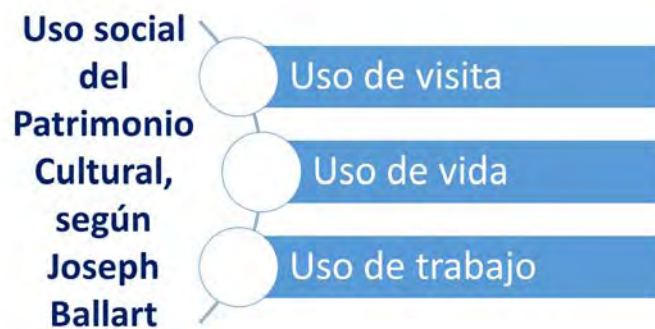 Uso social
del
Patrimonio
Cultural,
según
Joseph
Ballart
Uso de visita
Uso de vida
Uso de trabajo